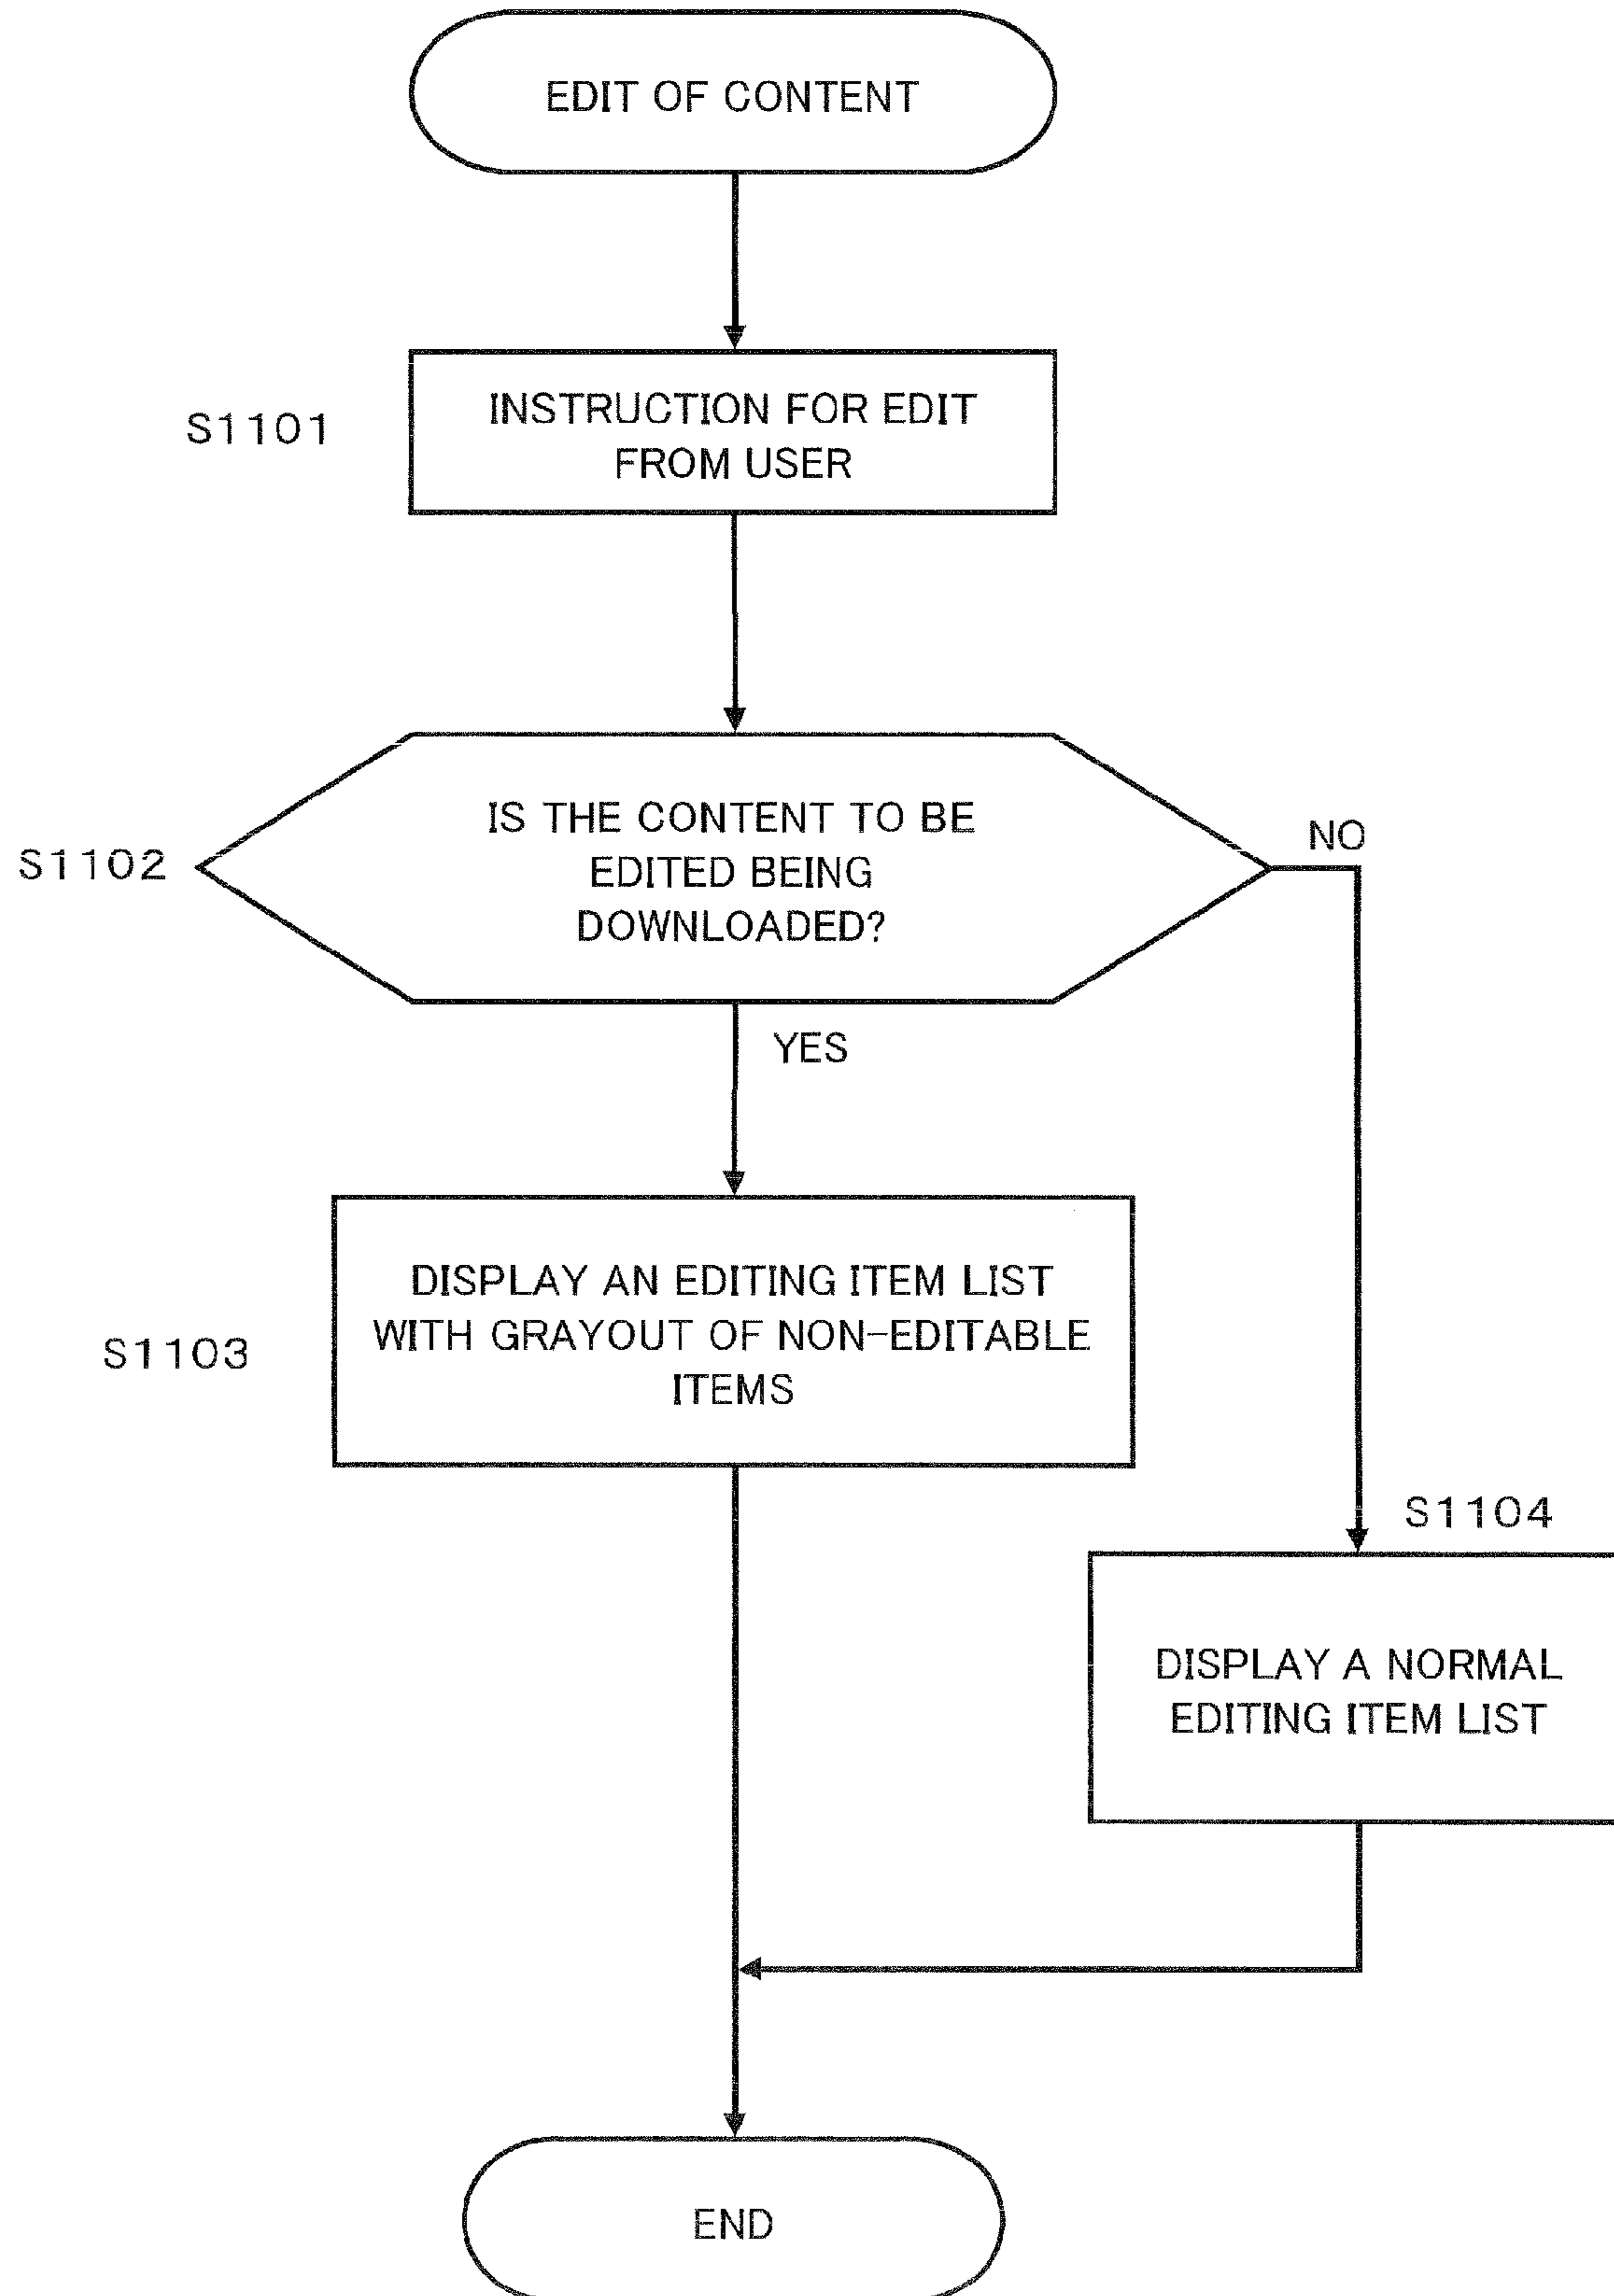 EDIT OF CONTENT
S1101
INSTRUCTION FOR EDIT
FROM USER
S1102
IS THE CONTENT TO BE
EDITED BEING
DOWNLOADED?
NO
YES
S1103
DISPLAY AN EDITING ITEM LIST
WITH GRAYOUT OF NON-EDITABLE
ITEMS
S1104
DISPLAY A NORMAL
EDITING ITEM LIST
END